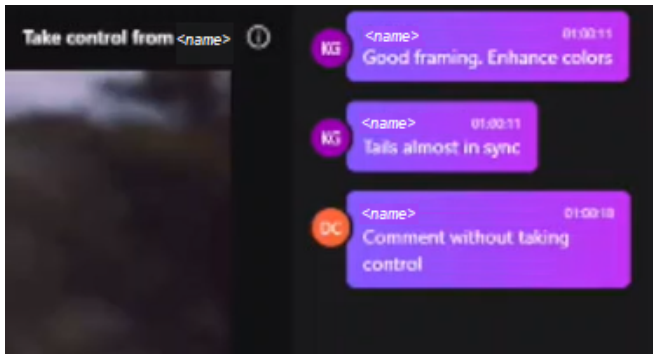 Take control from <name>
KG
<name> 01:00:11
Good framing. Enhance colors
KG
<name> 01:00:11
Tails almost in sync
DC
<name> 01:00:18
Comment without taking
control